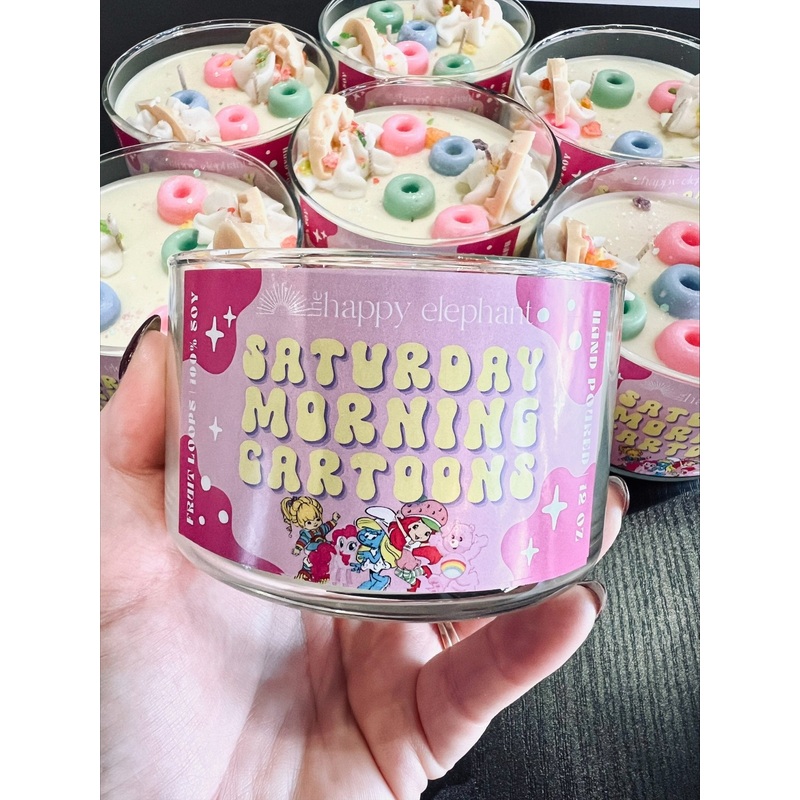 the happy elephant
SATURDAY
MORNING
CARTOONS
FRUIT LOOPS | 100% SOY
HAND POURED | 12 OZ